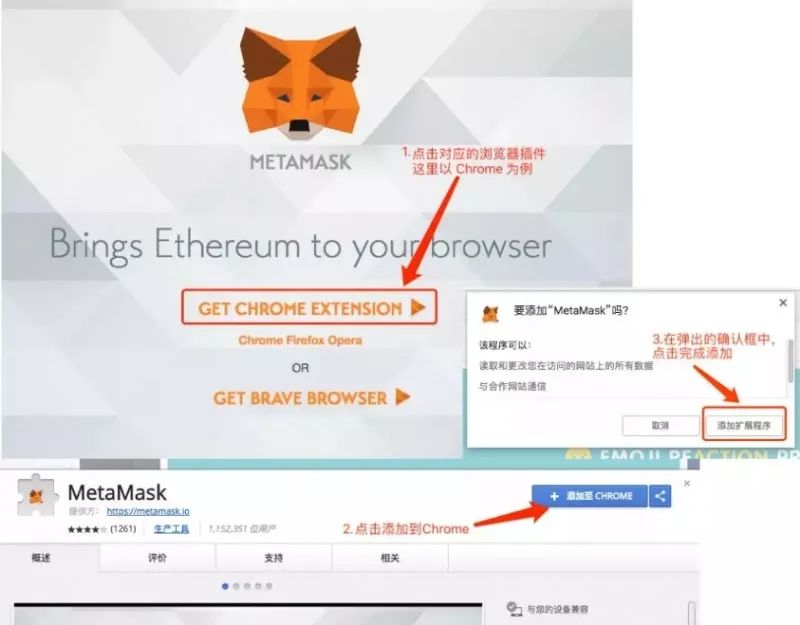 METAMASK
1.点击对应的浏览器插件
这里以 Chrome 为例
Brings Ethereum to your browser
GET CHROME EXTENSION
Chrome Firefox Opera
OR
GET BRAVE BROWSER
要添加“MetaMask”吗?
该程序可以:
读取和更改您在访问的网站上的所有数据
与合作网站通信
3.在弹出的确认框中，
点击完成添加
取消
添加扩展程序
EMOJI REACTION PR
MetaMask
提供方: https://metamask.io
(1261)
生产工具
1,152,351 位用户
2.点击添加到Chrome
添加至 CHROME
概述
评价
支持
相关
与您的设备兼容